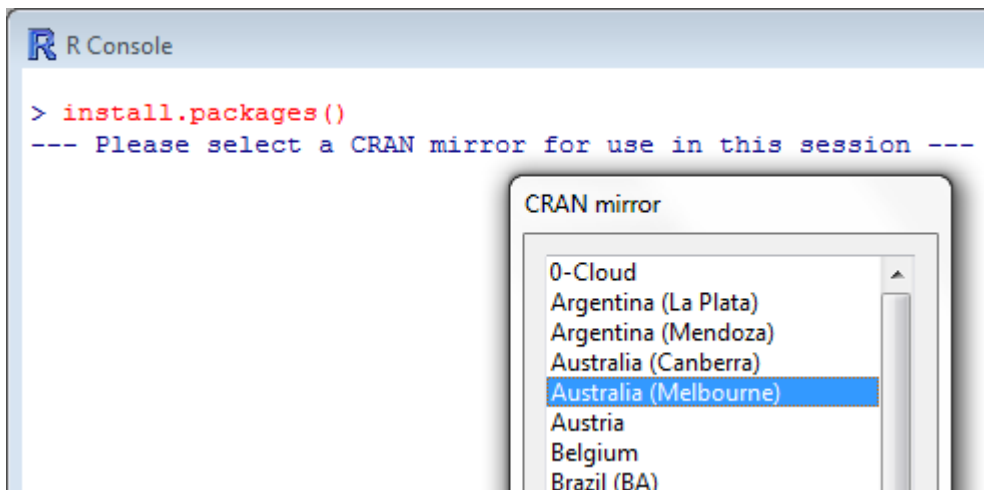 R R Console
> install.packages()
--- Please select a CRAN mirror for use in this session ---
CRAN mirror
0-Cloud
Argentina (La Plata)
Argentina (Mendoza)
Australia (Canberra)
Australia (Melbourne)
Austria
Belgium
Brazil (BA)